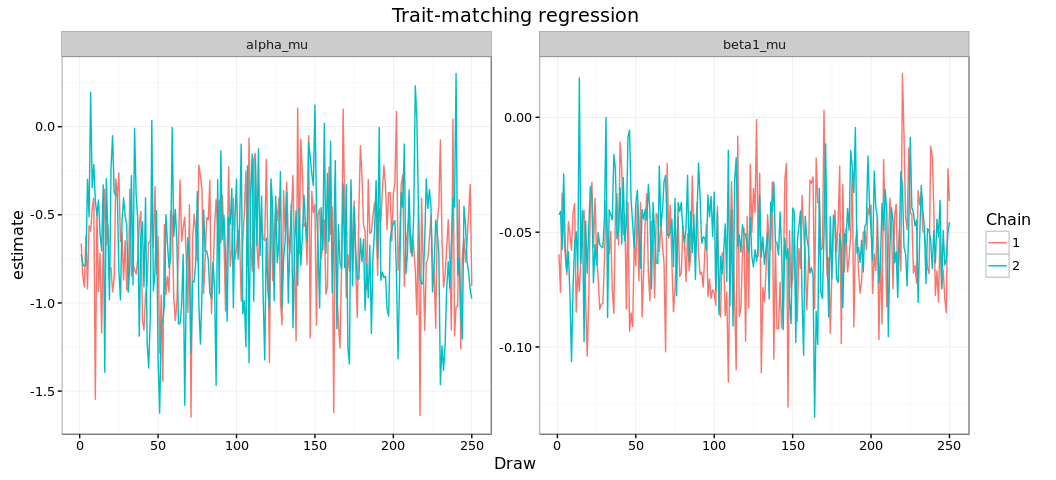 Trait-matching regression
alpha_mu
beta1_mu
estimate
0.0
-0.5
-1.0
-1.5
0.00
-0.05
-0.10
0 50 100 150 200 250
0 50 100 150 200 250
Draw
Chain
1
2